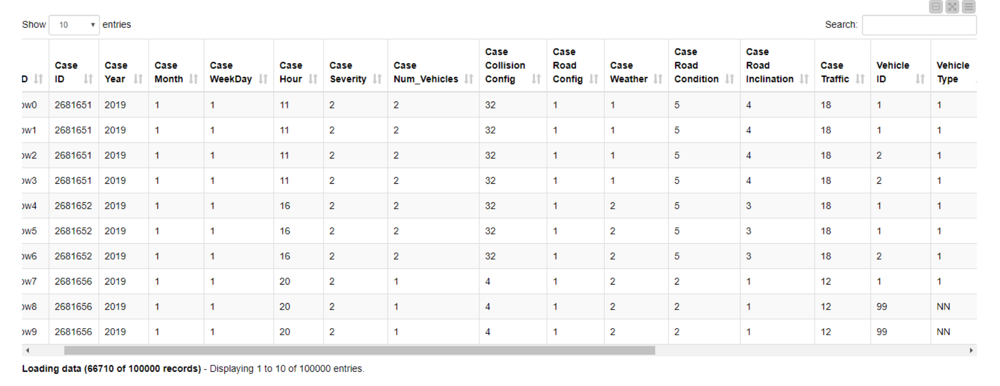 Show 10 entries Search:
D Case ID Case Year Case Month Case WeekDay Case Hour Case Severity Case Num_Vehicles Case Collision Config Case Road Config Case Weather Case Road Condition Case Road Inclination Case Traffic Vehicle ID Vehicle Type
ow0 2681651 2019 1 1 11 2 2 32 1 1 5 4 18 1 1
ow1 2681651 2019 1 1 11 2 2 32 1 1 5 4 18 1 1
ow2 2681651 2019 1 1 11 2 2 32 1 1 5 4 18 2 1
ow3 2681651 2019 1 1 11 2 2 32 1 1 5 4 18 2 1
ow4 2681652 2019 1 1 16 2 2 32 1 2 5 3 18 1 1
ow5 2681652 2019 1 1 16 2 2 32 1 2 5 3 18 1 1
ow6 2681652 2019 1 1 16 2 2 32 1 2 5 3 18 2 1
ow7 2681656 2019 1 1 20 2 1 4 1 2 2 1 12 1 1
ow8 2681656 2019 1 1 20 2 1 4 1 2 2 1 12 99 NN
ow9 2681656 2019 1 1 20 2 1 4 1 2 2 1 12 99 NN
Loading data (66710 of 100000 records) - Displaying 1 to 10 of 100000 entries.